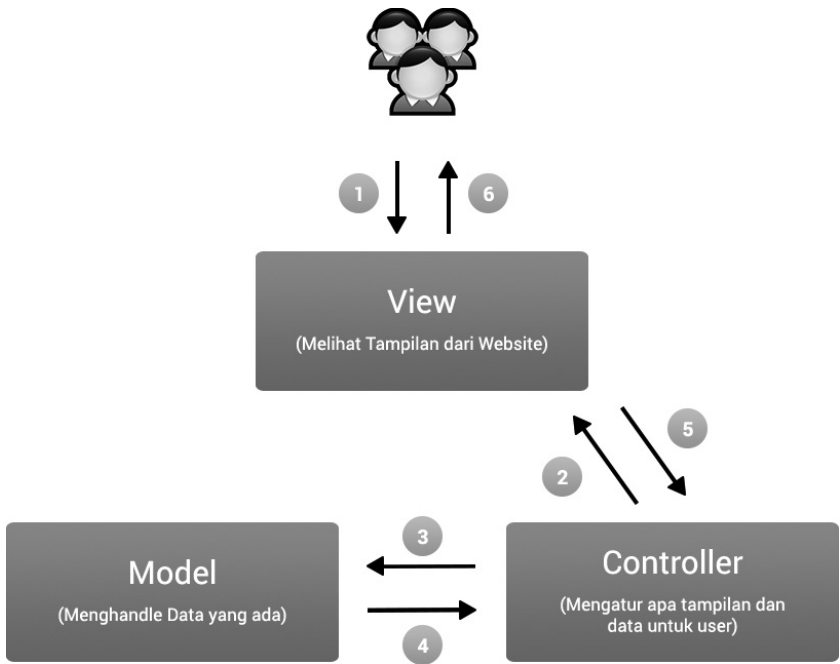 1
6
View
(Melihat Tampilan dari Website)
5
2
3
Model
(Menghandle Data yang ada)
Controller
(Mengatur apa tampilan dan
data untuk user)
4